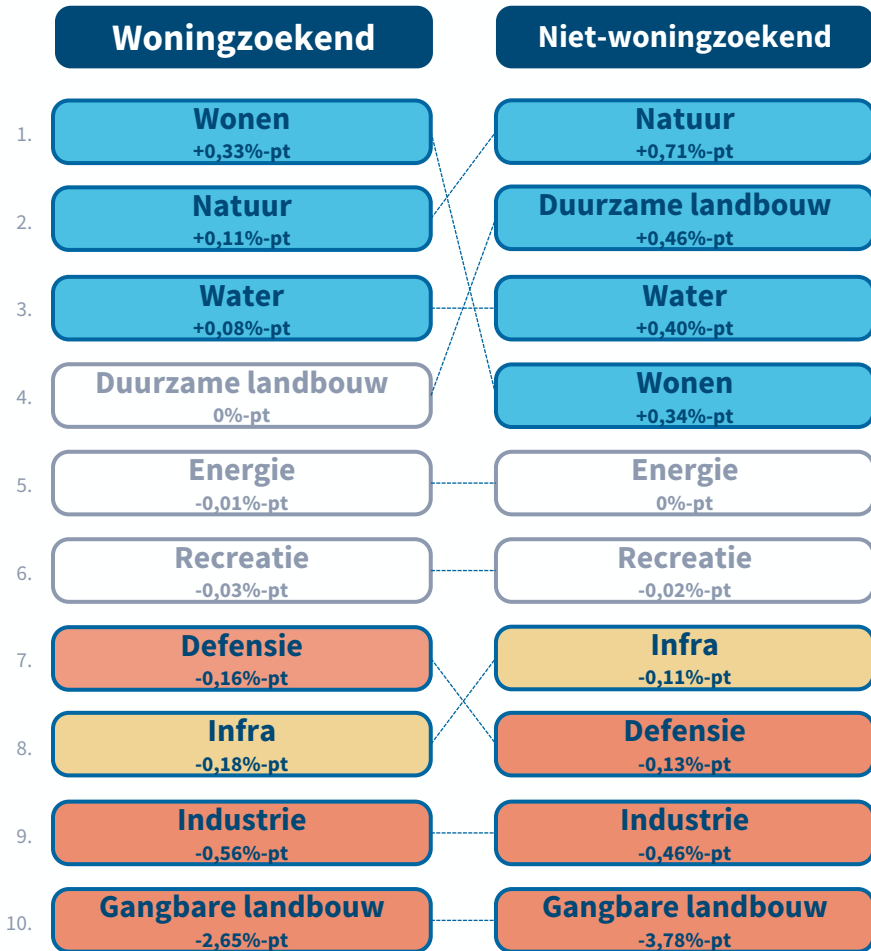 Woningzoekend
Niet-woningzoekend
1.
Wonen
+0,33%-pt
Natuur
+0,71%-pt
2.
Natuur
+0,11%-pt
Duurzame landbouw
+0,46%-pt
3.
Water
+0,08%-pt
Water
+0,40%-pt
4.
Duurzame landbouw
0%-pt
Wonen
+0,34%-pt
5.
Energie
-0,01%-pt
Energie
0%-pt
6.
Recreatie
-0,03%-pt
Recreatie
-0,02%-pt
7.
Defensie
-0,16%-pt
Infra
-0,11%-pt
8.
Infra
-0,18%-pt
Defensie
-0,13%-pt
9.
Industrie
-0,56%-pt
Industrie
-0,46%-pt
10.
Gangbare landbouw
-2,65%-pt
Gangbare landbouw
-3,78%-pt